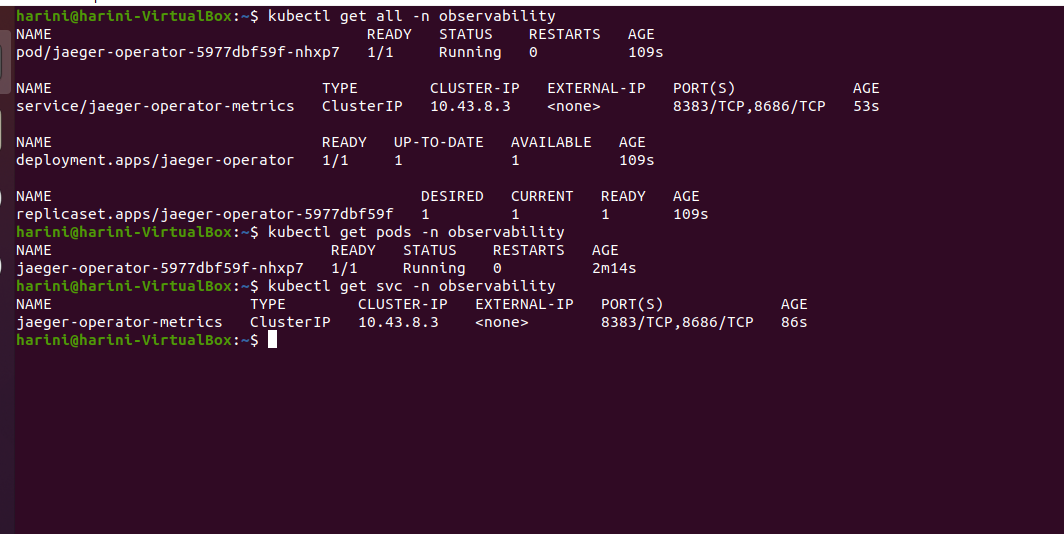 harini@harini-VirtualBox:~$ kubectl get all -n observability
NAME READY STATUS RESTARTS AGE
pod/jaeger-operator-5977dbf59f-nhxp7 1/1 Running 0 109s
NAME TYPE CLUSTER-IP EXTERNAL-IP PORT(S) AGE
service/jaeger-operator-metrics ClusterIP 10.43.8.3 <none> 8383/TCP,8686/TCP 53s
NAME READY UP-TO-DATE AVAILABLE AGE
deployment.apps/jaeger-operator 1/1 1 1 109s
NAME DESIRED CURRENT READY AGE
replicaset.apps/jaeger-operator-5977dbf59f 1 1 1 109s
harini@harini-VirtualBox:~$ kubectl get pods -n observability
NAME READY STATUS RESTARTS AGE
jaeger-operator-5977dbf59f-nhxp7 1/1 Running 0 2m14s
harini@harini-VirtualBox:~$ kubectl get svc -n observability
NAME TYPE CLUSTER-IP EXTERNAL-IP PORT(S) AGE
jaeger-operator-metrics ClusterIP 10.43.8.3 <none> 8383/TCP,8686/TCP 86s
harini@harini-VirtualBox:~$